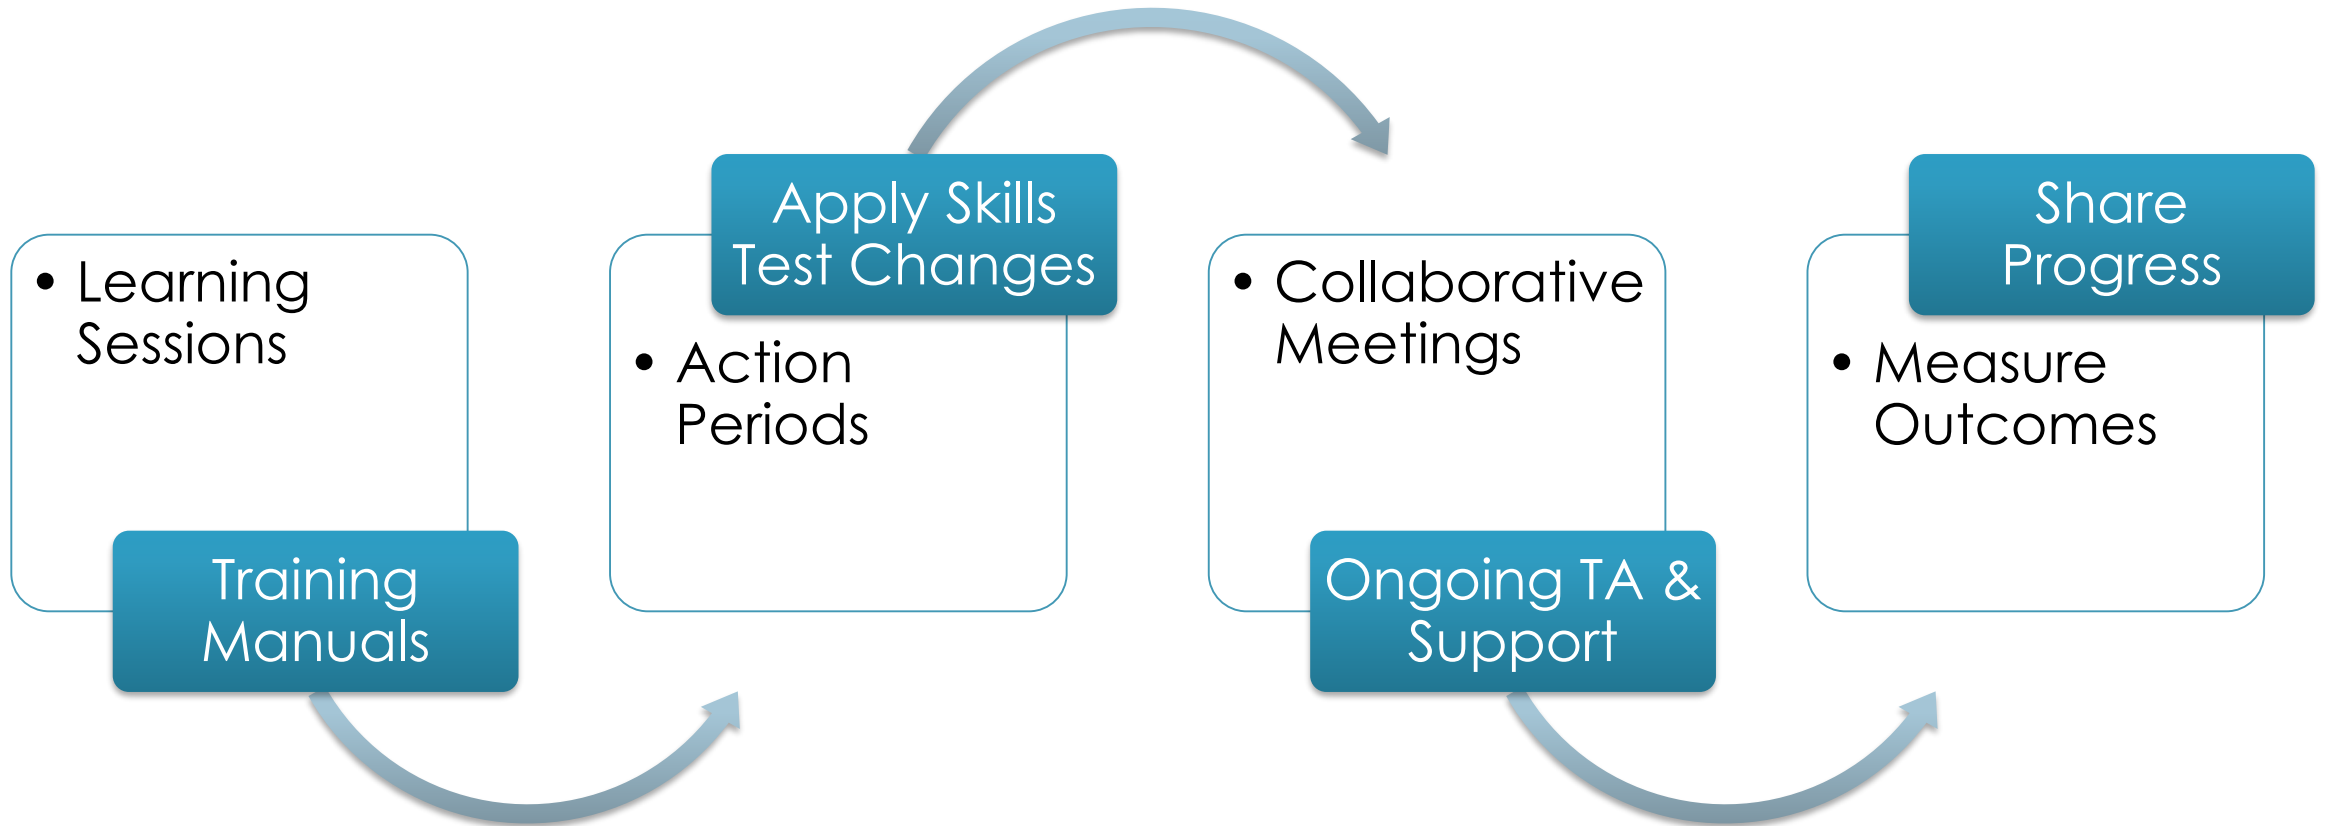 • Learning
Sessions
Training
Manuals
Apply Skills
Test Changes
• Action
Periods
• Collaborative
Meetings
Ongoing TA &
Support
Share
Progress
• Measure
Outcomes